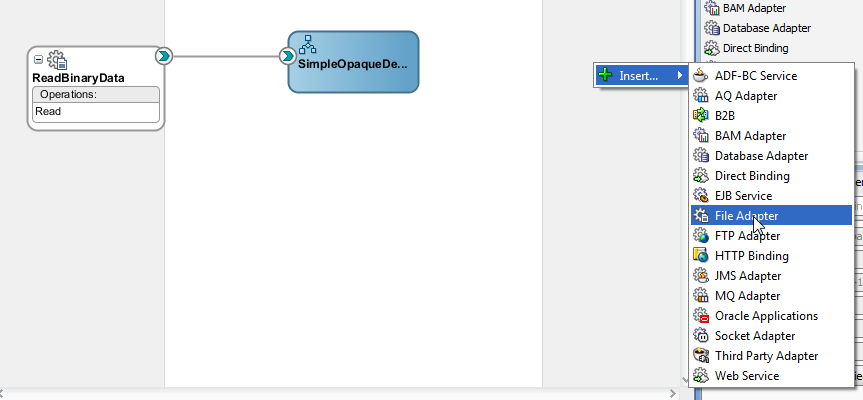 BAM Adapter
Database Adapter
Direct Binding
ReadBinaryData
Operations:
Read
SimpleOpaqueDe...
Insert...
ADF-BC Service
AQ Adapter
B2B
BAM Adapter
Database Adapter
Direct Binding
EJB Service
File Adapter
FTP Adapter
HTTP Binding
JMS Adapter
MQ Adapter
Oracle Applications
Socket Adapter
Third Party Adapter
Web Service